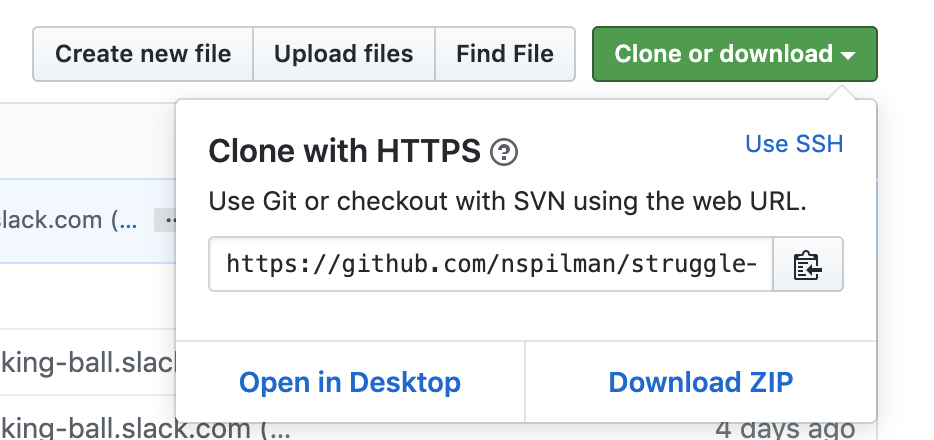 Create new file
Upload files
Find File
Clone or download
Clone with HTTPS ?
Use SSH
Use Git or checkout with SVN using the web URL.
https://github.com/nspilman/struggle-
Open in Desktop
Download ZIP
slack.com (...
...
king-ball.slack
king-ball.slack.com (...
4 days ago